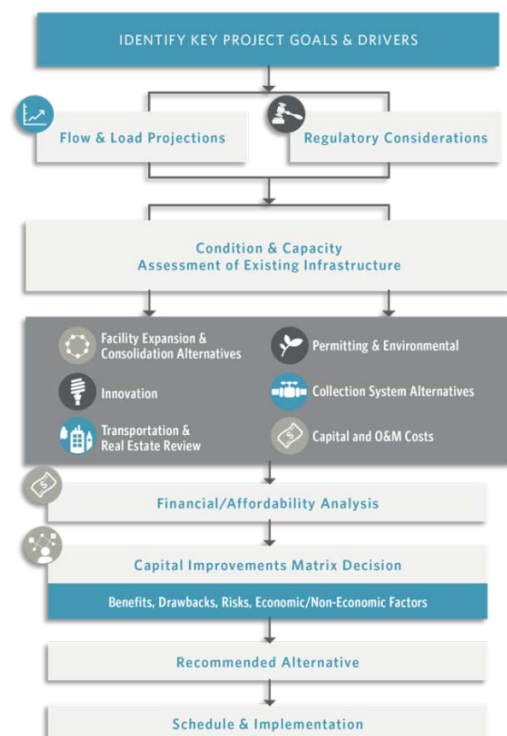 IDENTIFY KEY PROJECT GOALS & DRIVERS
Flow & Load Projections
Regulatory Considerations
Condition & Capacity
Assessment of Existing Infrastructure
Facility Expansion &
Consolidation Alternatives
Permitting & Environmental
Innovation
Collection System Alternatives
Transportation &
Real Estate Review
Capital and O&M Costs
Financial/Affordability Analysis
Capital Improvements Matrix Decision
Benefits, Drawbacks, Risks, Economic/Non-Economic Factors
Recommended Alternative
Schedule & Implementation